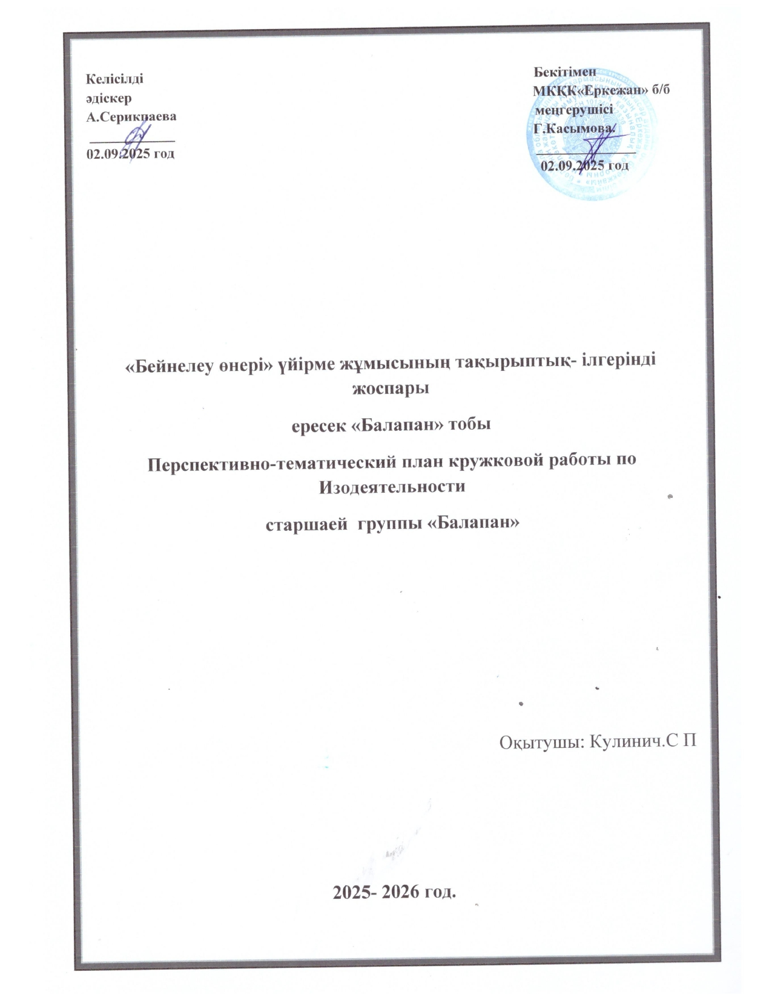 Келісілді
әдіскер
А.Серикпаева
02.09.2025 год
Бекітімен
МКҚК«Еркежан» б/б
меңгерушісі
Г.Касымова.
02.09.2025 год
«Бейнелеу өнері» үйірме жұмысының тақырыптық- ілгерінді
жоспары
ересек «Балапан» тобы
Перспективно-тематический план кружковой работы по
Изодеятельности
старшаей группы «Балапан»
Оқытушы: Кулинич.С П
2025- 2026 год.